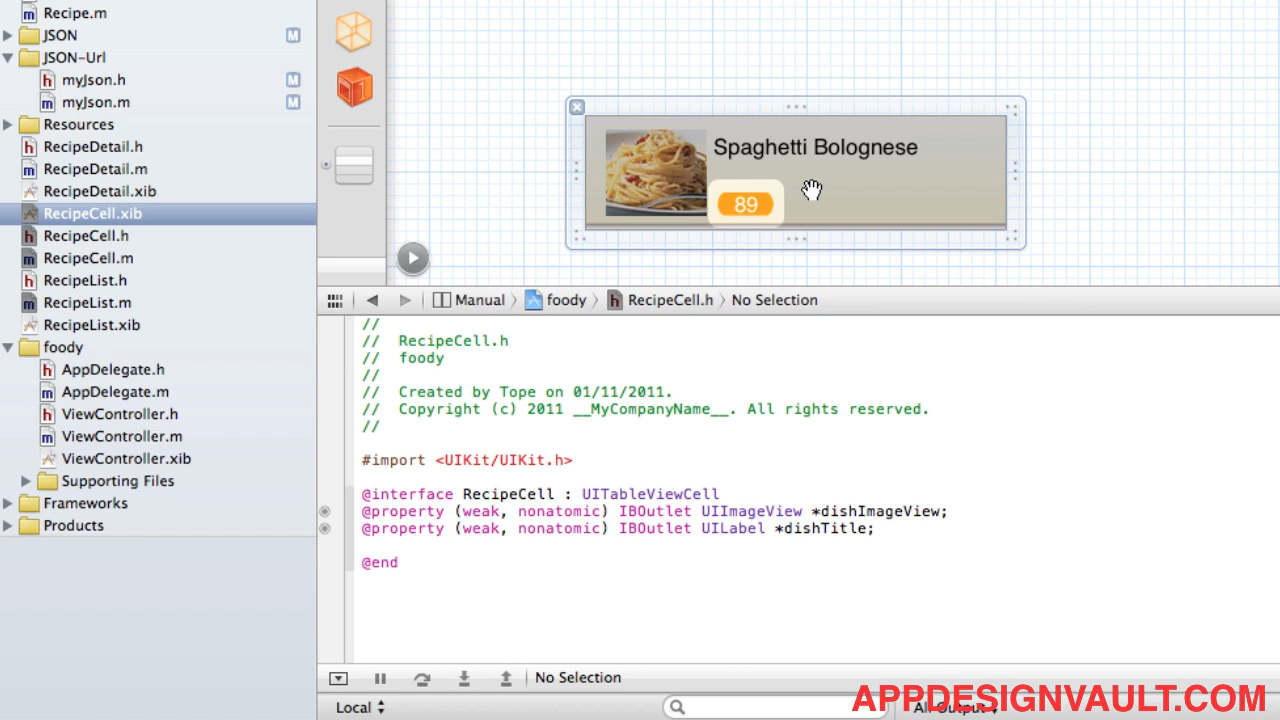 Recipe.m
JSON
M
JSON-Url
h myJson.h
M
m myJson.m
M
Resources
h RecipeDetail.h
m RecipeDetail.m
RecipeDetail.xib
RecipeCell.xib
h RecipeCell.h
m RecipeCell.m
h RecipeList.h
m RecipeList.m
RecipeList.xib
foody
h AppDelegate.h
m AppDelegate.m
h ViewController.h
m ViewController.m
ViewController.xib
Supporting Files
Frameworks
Products
Spaghetti Bolognese
89
Manual
foody
h RecipeCell.h
No Selection
//
//  RecipeCell.h
//  foody
//
//  Created by Tope on 01/11/2011.
//  Copyright (c) 2011 __MyCompanyName__. All rights reserved.
//
#import <UIKit/UIKit.h>
@interface RecipeCell : UITableViewCell
@property (weak, nonatomic) IBOutlet UIImageView *dishImageView;
@property (weak, nonatomic) IBOutlet UILabel *dishTitle;
@end
No Selection
Local
All Output
APPDESIGNVAULT.COM